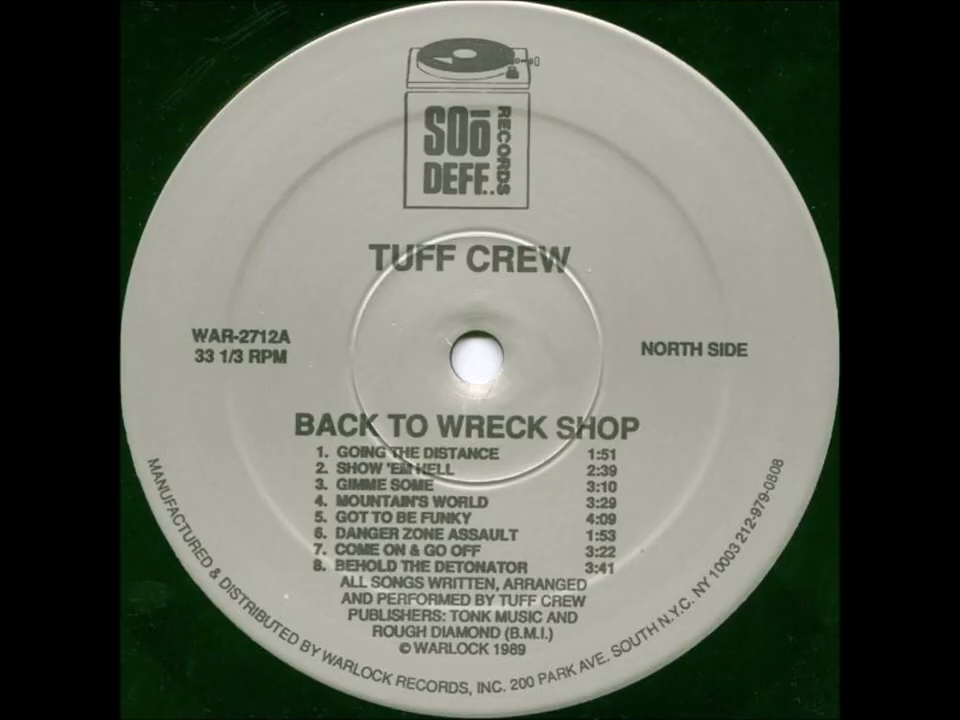 SOō
DEFF..
RECORDS
TUFF CREW
WAR-2712A
33 1/3 RPM
NORTH SIDE
BACK TO WRECK SHOP
1. GOING THE DISTANCE 1:51
2. SHOW 'EM HELL 2:39
3. GIMME SOME 3:10
4. MOUNTAIN'S WORLD 3:29
5. GOT TO BE FUNKY 4:09
6. DANGER ZONE ASSAULT 1:53
7. COME ON & GO OFF 3:22
8. BEHOLD THE DETONATOR 3:41
ALL SONGS WRITTEN, ARRANGED
AND PERFORMED BY TUFF CREW
PUBLISHERS: TONK MUSIC AND
ROUGH DIAMOND (B.M.I.)
© WARLOCK 1989
MANUFACTURED & DISTRIBUTED BY WARLOCK RECORDS, INC. 200 PARK AVE. SOUTH N.Y.C. NY 10003 212-979-0808